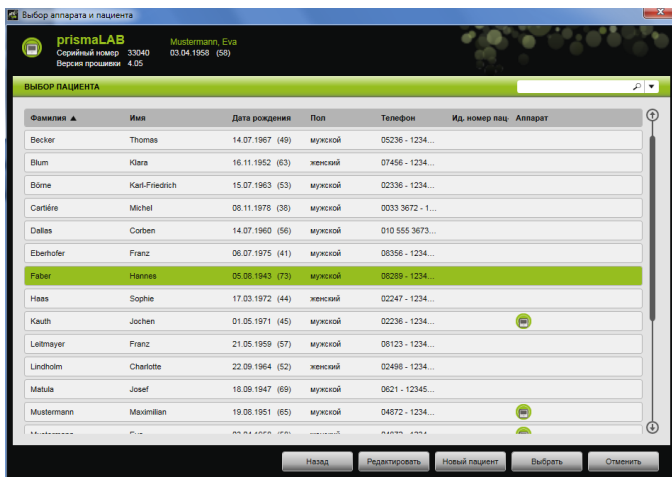 Выбор аппарата и пациента
prismaLAB
Mustermann, Eva
Серийный номер 33040
03.04.1958 (58)
Версия прошивки 4.05
ВЫБОР ПАЦИЕНТА
Фамилия ▲ Имя Дата рождения Пол Телефон Ид. номер пац Аппарат
Becker Thomas 14.07.1967 (49) мужской 05236 - 1234...
Blum Klara 16.11.1952 (63) женский 07456 - 1234...
Börne Karl-Friedrich 15.07.1963 (53) мужской 02336 - 1234...
Cartiére Michel 08.11.1978 (38) мужской 0033 3672 - 1...
Dallas Corben 14.07.1960 (56) мужской 010 555 3673...
Eberhofer Franz 06.07.1975 (41) мужской 08356 - 1234...
Faber Hannes 05.08.1943 (73) мужской 08289 - 1234...
Haas Sophie 17.03.1972 (44) женский 02247 - 1234...
Kauth Jochen 01.05.1971 (45) мужской 02236 - 1234...
Leitmayer Franz 21.05.1959 (57) мужской 08123 - 1234...
Lindholm Charlotte 22.09.1964 (52) женский 02498 - 1234...
Matula Josef 18.09.1947 (69) мужской 0621 - 12345...
Mustermann Maximilian 19.08.1951 (65) мужской 04872 - 1234...
Назад Редактировать Новый пациент Выбрать Отменить